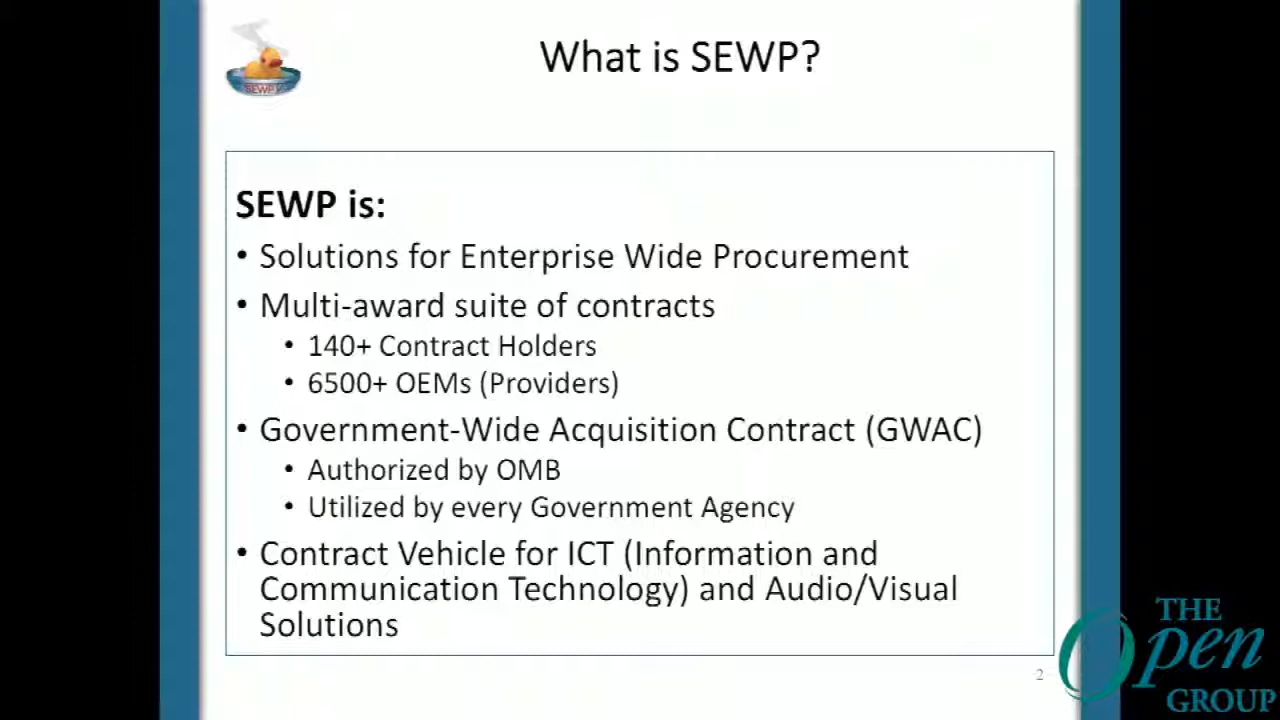 What is SEWP?
SEWP V
SEWP is:
• Solutions for Enterprise Wide Procurement
• Multi-award suite of contracts
• 140+ Contract Holders
• 6500+ OEMs (Providers)
• Government-Wide Acquisition Contract (GWAC)
• Authorized by OMB
• Utilized by every Government Agency
• Contract Vehicle for ICT (Information and
Communication Technology) and Audio/Visual
Solutions
2
THE
Open
GROUP